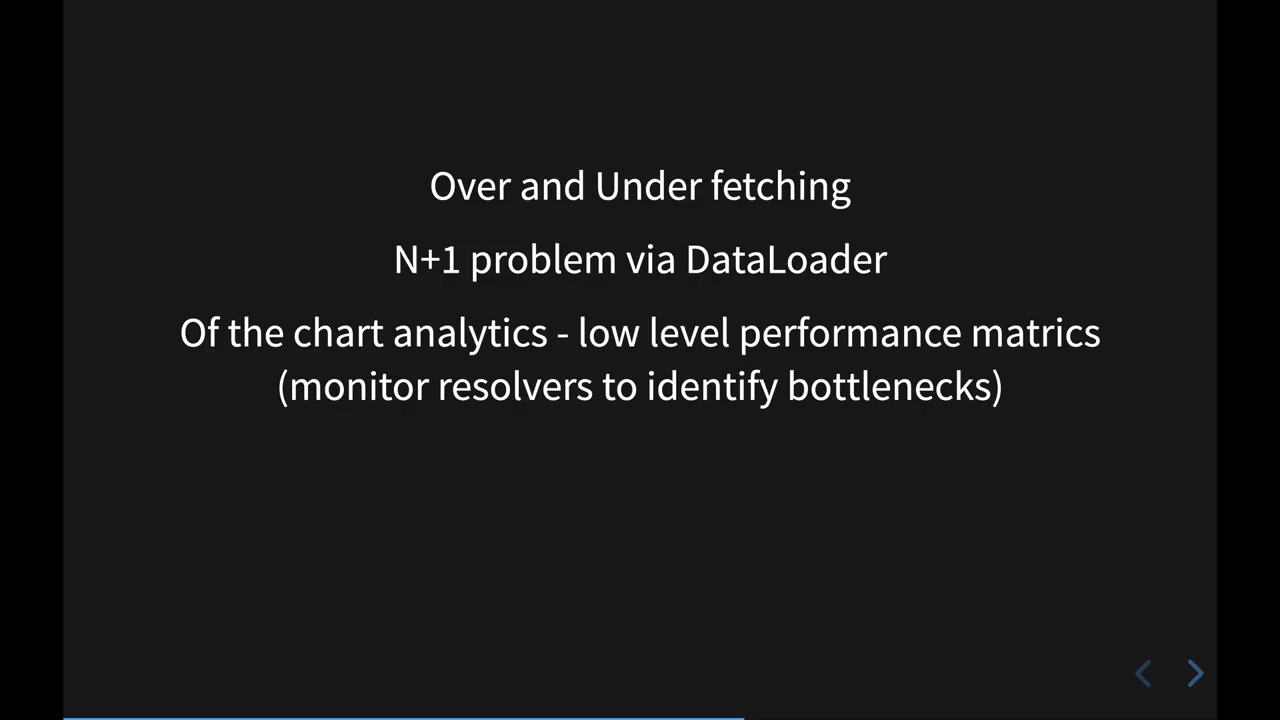 Over and Under fetching
N+1 problem via DataLoader
Of the chart analytics - low level performance matrics
(monitor resolvers to identify bottlenecks)